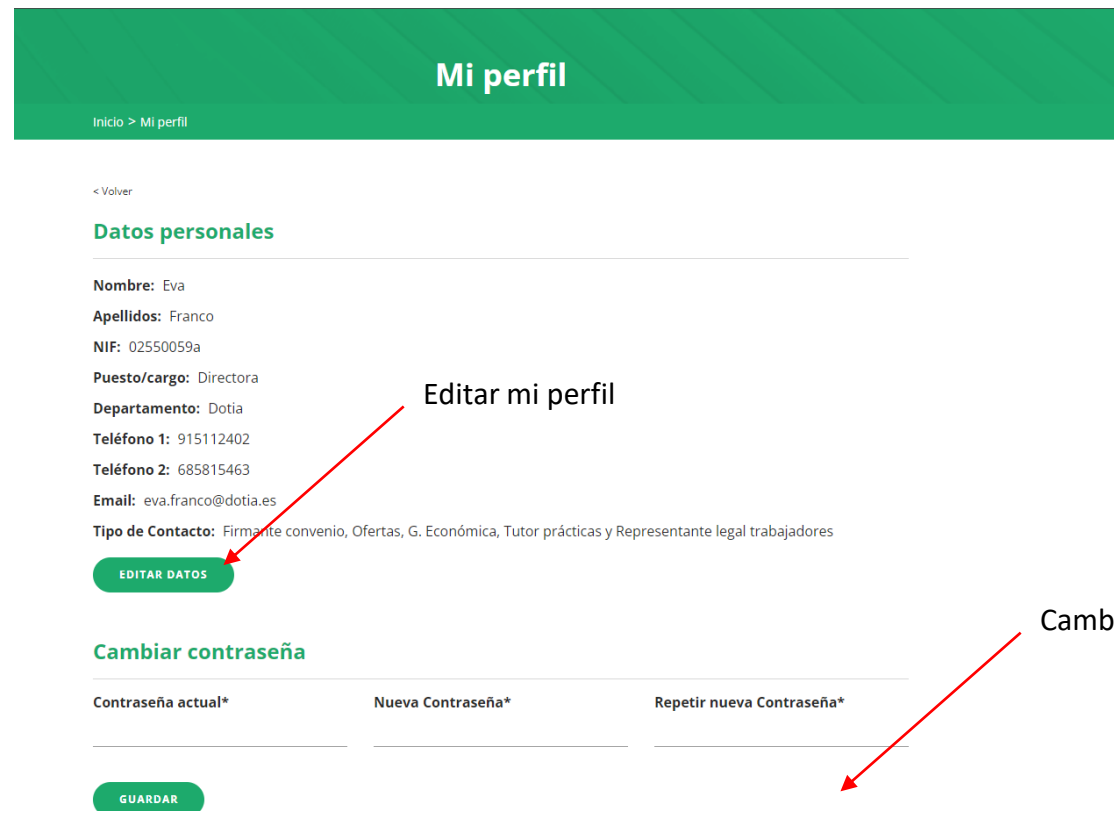 Mi perfil
Inicio > Mi perfil
< Volver
Datos personales
Nombre: Eva
Apellidos: Franco
NIF: 02550059a
Puesto/cargo: Directora
Editar mi perfil
Departamento: Dotia
Teléfono 1: 915112402
Teléfono 2: 685815463
Email: eva.franco@dotia.es
Tipo de Contacto: Firmante convenio, Ofertas, G. Económica, Tutor prácticas y Representante legal trabajadores
EDITAR DATOS
Camb
Cambiar contraseña
Contraseña actual* Nueva Contraseña* Repetir nueva Contraseña*
GUARDAR